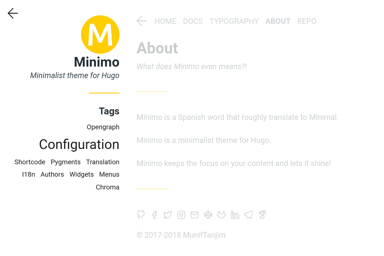 M
Minimo
Minimalist theme for Hugo
Tags
Opengraph
Configuration
Shortcode Pygments Translation
I18n Authors Widgets Menus
Chroma
HOME DOCS TYPOGRAPHY ABOUT REPO
About
What does Minimo even means?!
Minimo is a Spanish word that roughly translate to Minimal.
Minimo is a minimalist theme for Hugo.
Minimo keeps the focus on your content and lets it shine!
© 2017-2018 MunifTanjim